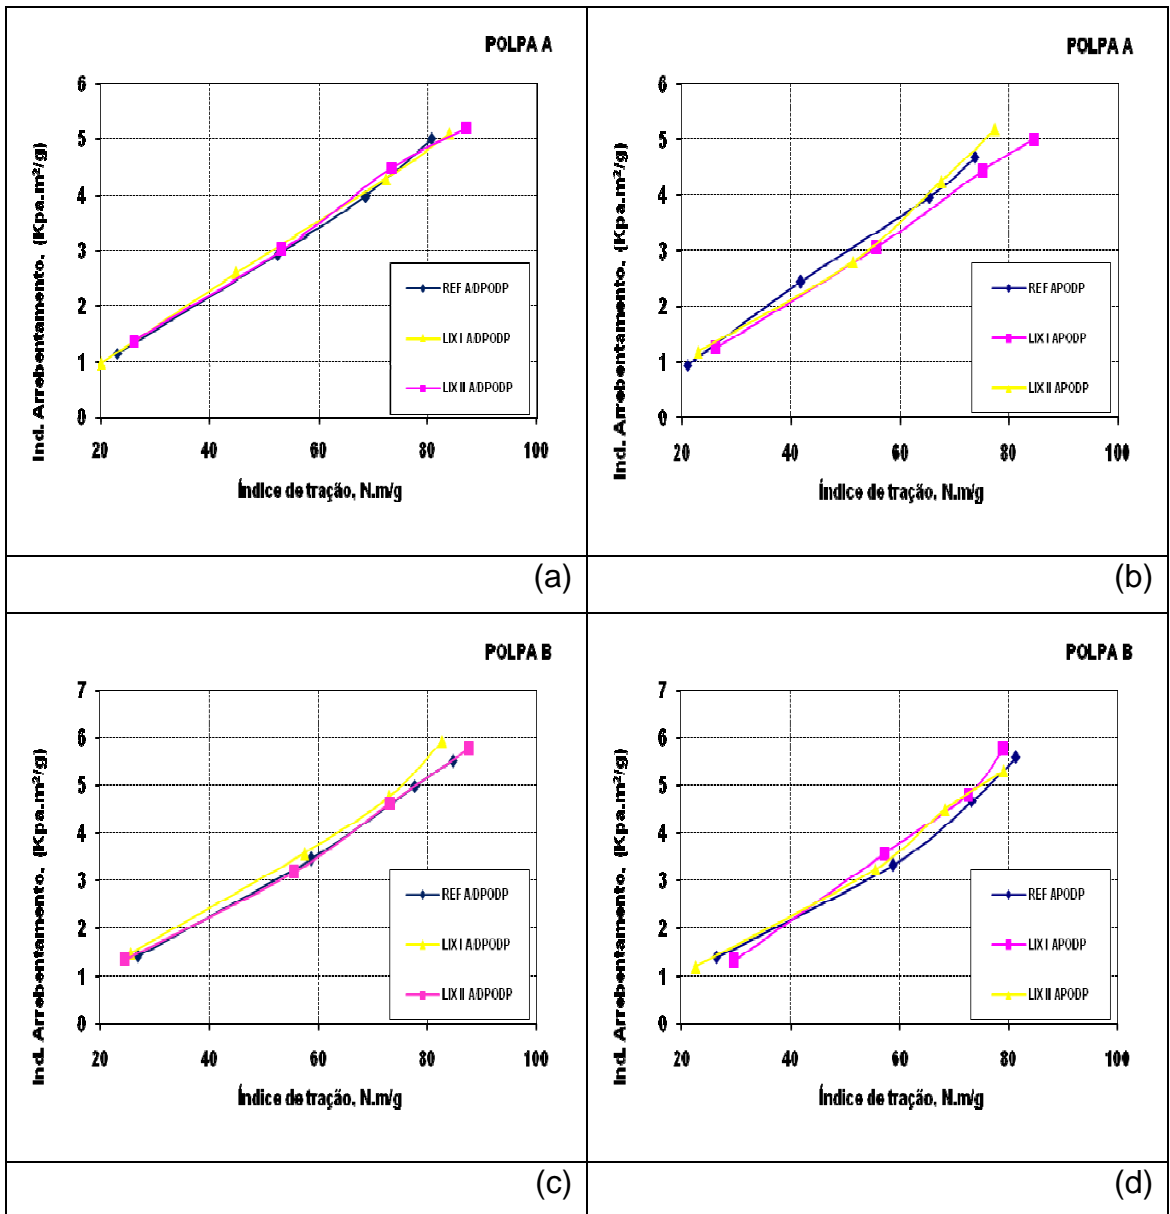 POLPA A
6
5
4
3
2
1
0
20 40 60 80 100
Ind. Arrebentamento, (Kpa.m²/g)
Índice de tração, N.m/g
REF A/DPODP
LIX I A/DPODP
LIX II A/DPODP
(a)
POLPA A
6
5
4
3
2
1
0
20 40 60 80 100
Ind. Arrebentamento, (Kpa.m²/g)
Índice de tração, N.m/g
REF APODP
LIX I APODP
LIX II APODP
(b)
POLPA B
7
6
5
4
3
2
1
0
20 40 60 80 100
Ind. Arrebentamento, (Kpa.m²/g)
Índice de tração, N.m/g
REF A/DPODP
LIX I A/DPODP
LIX II A/DPODP
(c)
POLPA B
7
6
5
4
3
2
1
0
20 40 60 80 100
Ind. Arrebentamento, (Kpa.m²/g)
Índice de tração, N.m/g
REF APODP
LIX I APODP
LIX II APODP
(d)